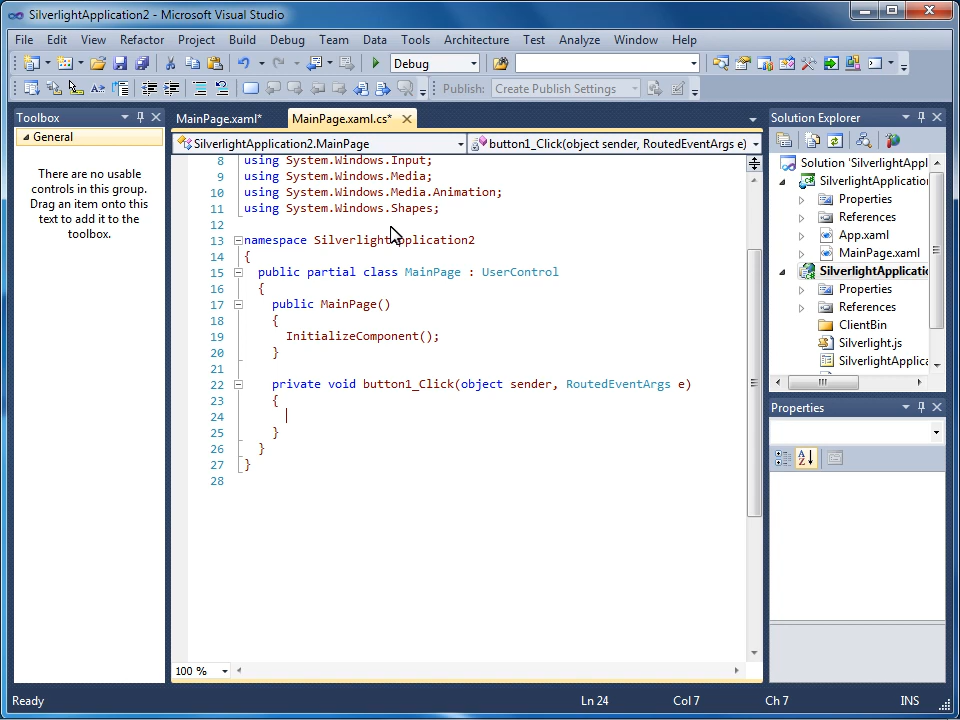 SilverlightApplication2 - Microsoft Visual Studio
File Edit View Refactor Project Build Debug Team Data Tools Architecture Test Analyze Window Help
Debug
Publish: Create Publish Settings
Toolbox
General
There are no usable
controls in this group.
Drag an item onto this
text to add it to the
toolbox.
MainPage.xaml* MainPage.xaml.cs*
SilverlightApplication2.MainPage button1_Click(object sender, RoutedEventArgs e)
8 using System.Windows.Input;
9 using System.Windows.Media;
10 using System.Windows.Media.Animation;
11 using System.Windows.Shapes;
12
13 namespace SilverlightApplication2
14 {
15 public partial class MainPage : UserControl
16 {
17 public MainPage()
18 {
19 InitializeComponent();
20 }
21
22 private void button1_Click(object sender, RoutedEventArgs e)
23 {
24
25 }
26 }
27 }
28
100 %
Solution Explorer
Solution 'SilverlightAppl
SilverlightApplication
Properties
References
App.xaml
MainPage.xaml
SilverlightApplicatio
Properties
References
ClientBin
Silverlight.js
SilverlightApplica
Properties
Ready Ln 24 Col 7 Ch 7 INS